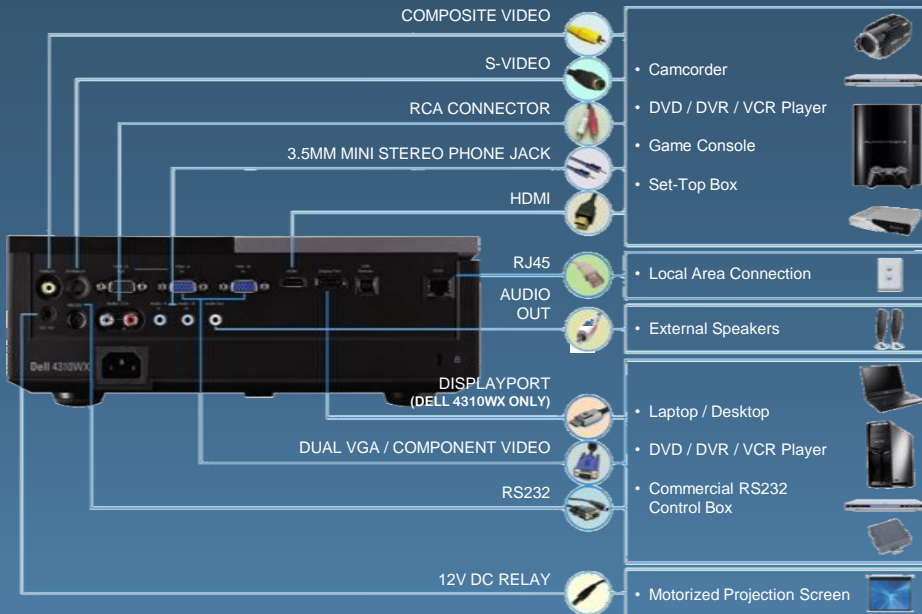 COMPOSITE VIDEO
S-VIDEO
RCA CONNECTOR
3.5MM MINI STEREO PHONE JACK
HDMI
• Camcorder
• DVD / DVR / VCR Player
• Game Console
• Set-Top Box
RJ45
• Local Area Connection
AUDIO
OUT
• External Speakers
Dell 4310WX
DISPLAYPORT
(DELL 4310WX ONLY)
DUAL VGA / COMPONENT VIDEO
RS232
• Laptop / Desktop
• DVD / DVR / VCR Player
• Commercial RS232
Control Box
12V DC RELAY
• Motorized Projection Screen